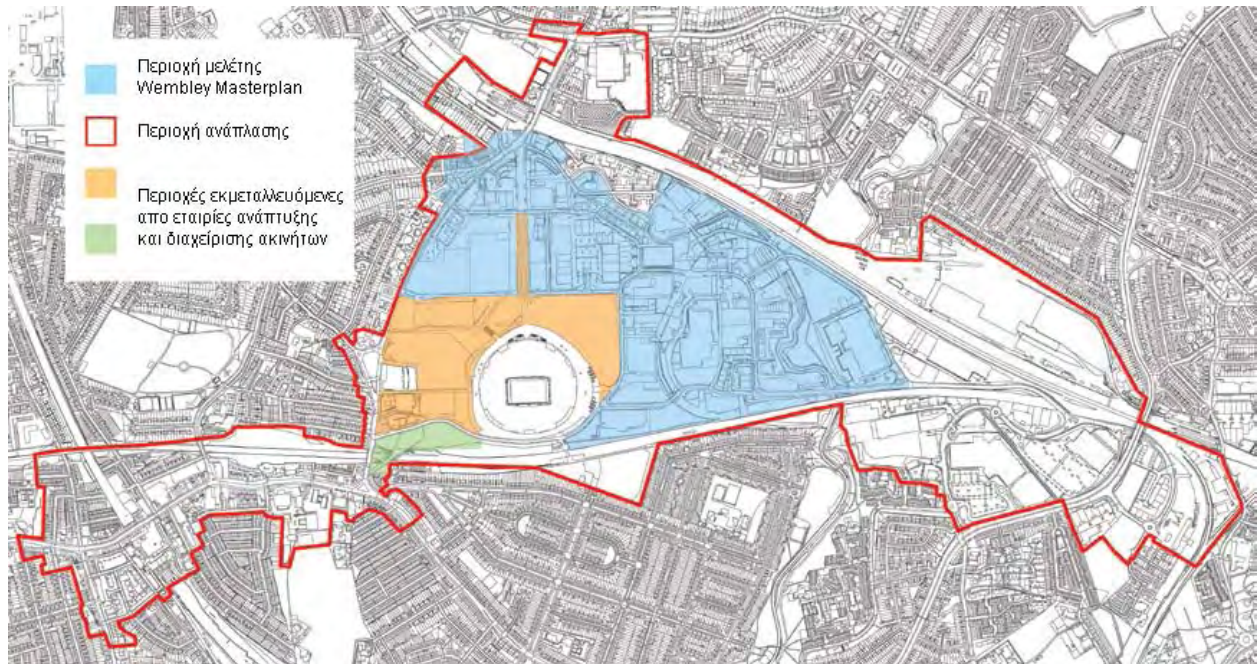 Περιοχή μελέτης
Wembley Masterplan
Περιοχή ανάπλασης
Περιοχές εκμεταλλευόμενες
απο εταιρίες ανάπτυξης
και διαχείρισης ακινήτων